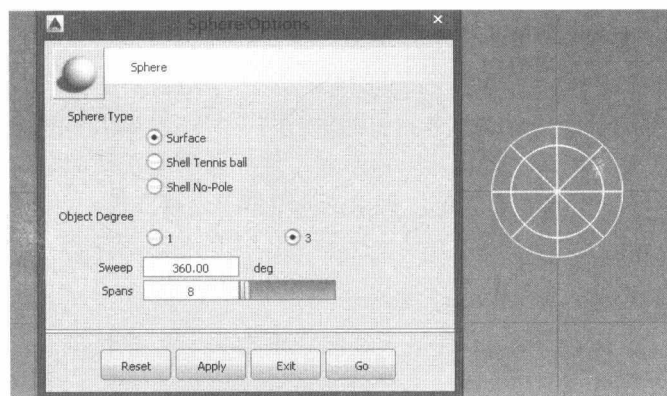 Sphere Options
Sphere
Sphere Type
Surface
Shell Tennis ball
Shell No-Pole
Object Degree
1 3
Sweep 360.00 deg
Spans 8
Reset Apply Exit Go